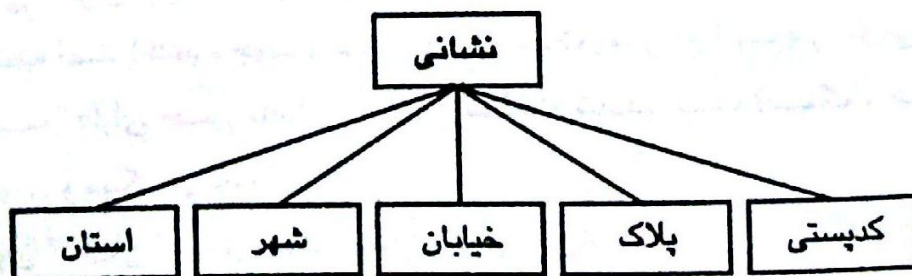 نشانی
استان
شهر
خیابان
پلاک
کدپستی